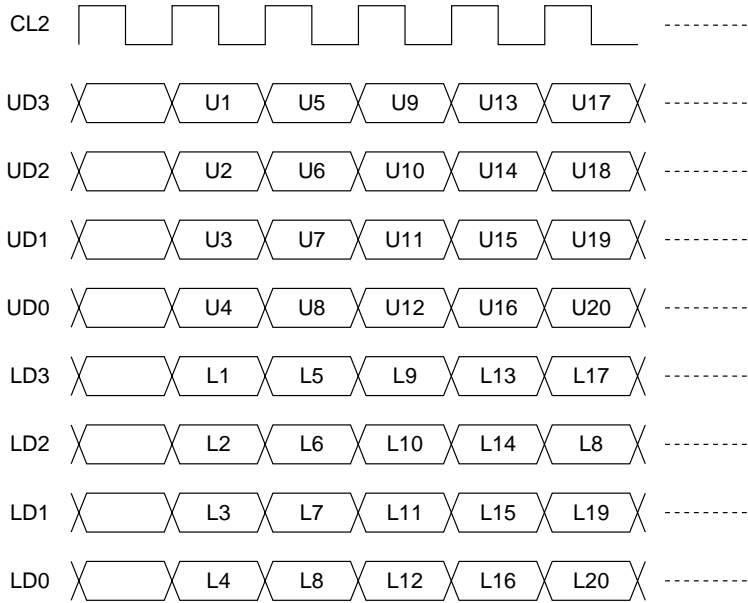 CL2
UD3 U1 U5 U9 U13 U17
UD2 U2 U6 U10 U14 U18
UD1 U3 U7 U11 U15 U19
UD0 U4 U8 U12 U16 U20
LD3 L1 L5 L9 L13 L17
LD2 L2 L6 L10 L14 L8
LD1 L3 L7 L11 L15 L19
LD0 L4 L8 L12 L16 L20